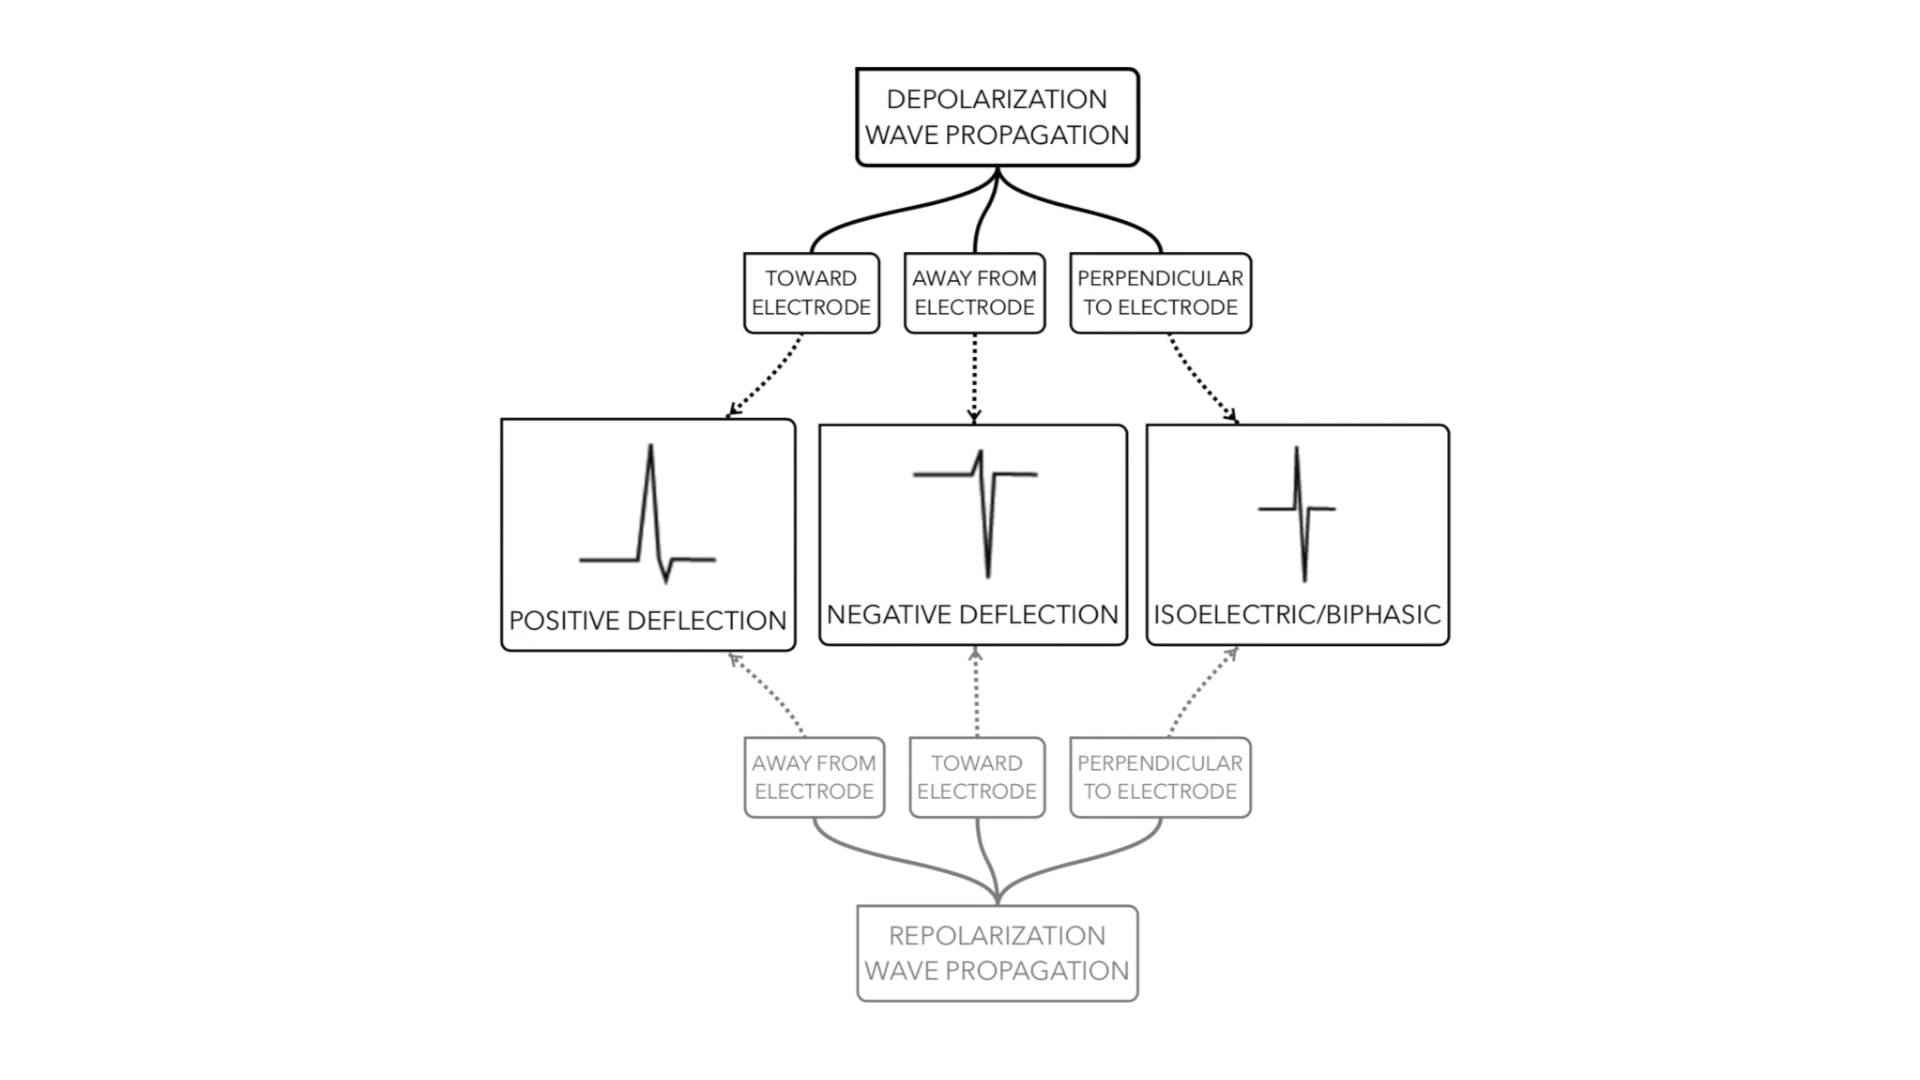 DEPOLARIZATION
WAVE PROPAGATION
TOWARD
ELECTRODE
AWAY FROM
ELECTRODE
PERPENDICULAR
TO ELECTRODE
POSITIVE DEFLECTION
NEGATIVE DEFLECTION
ISOELECTRIC/BIPHASIC
AWAY FROM
ELECTRODE
TOWARD
ELECTRODE
PERPENDICULAR
TO ELECTRODE
REPOLARIZATION
WAVE PROPAGATION